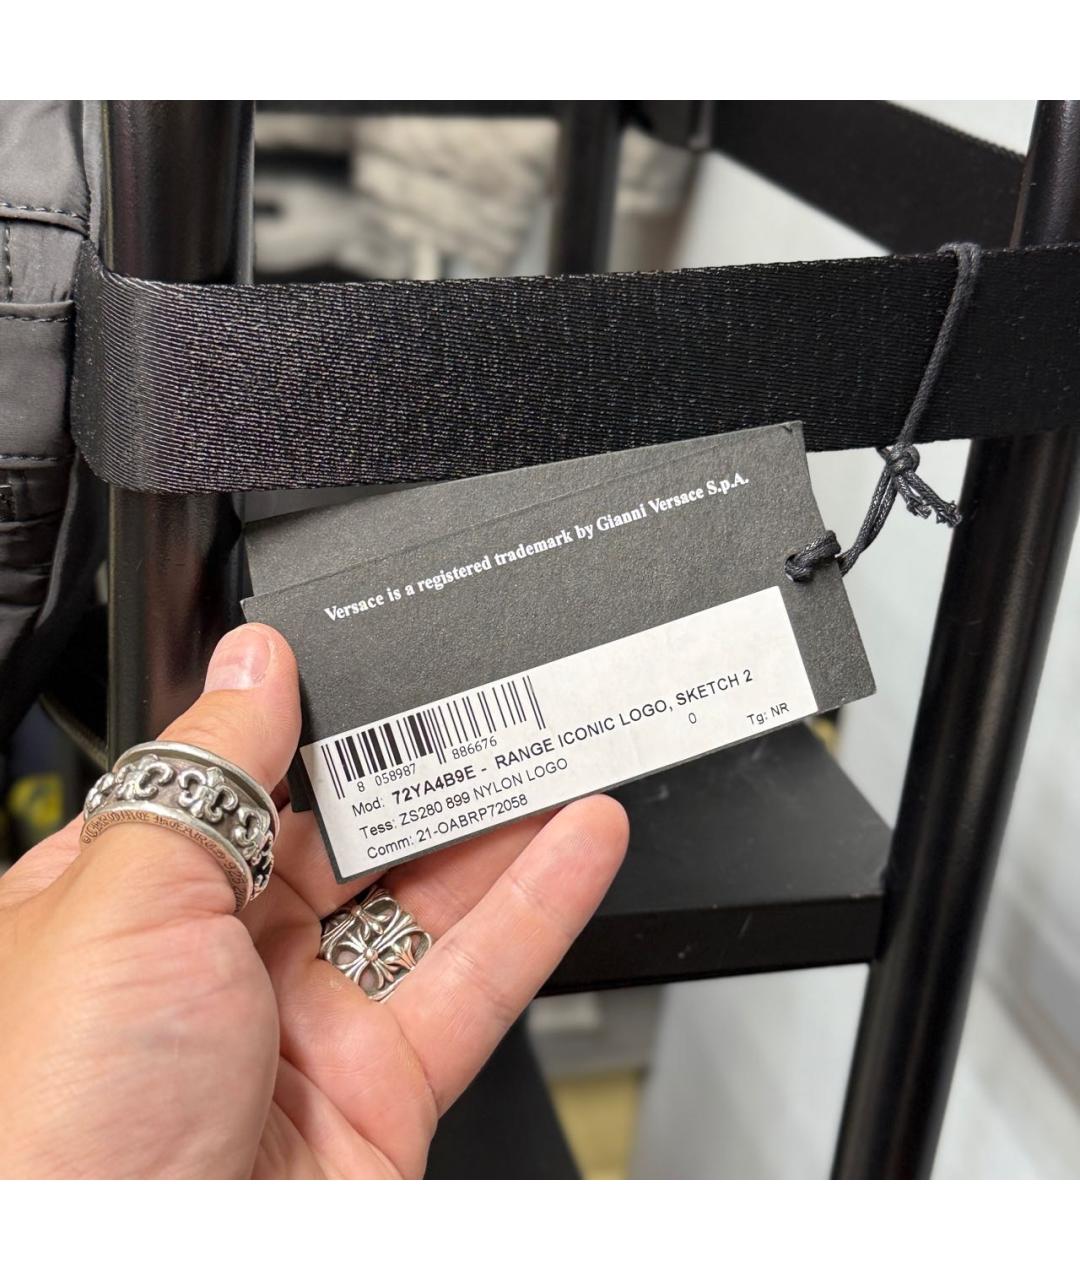 Versace is a registered trademark by Gianni Versace S.p.A.
8 058987 886676
Mod: 72YA4B9E - RANGE ICONIC LOGO, SKETCH 2
Tess: ZS280 899 NYLON LOGO 0 Tg: NR
Comm: 21-OABRP72058